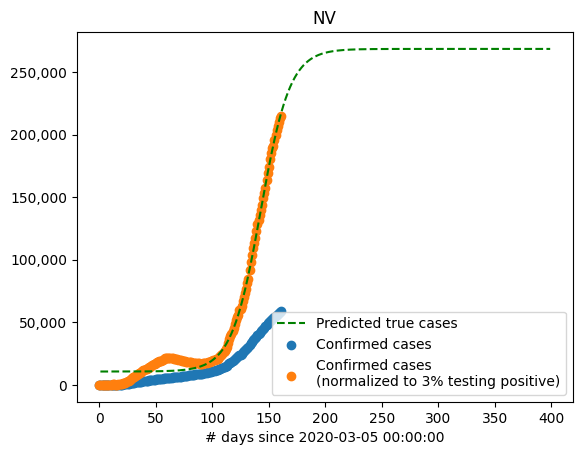 NV
250,000
200,000
150,000
100,000
50,000
0
Predicted true cases
Confirmed cases
Confirmed cases
(normalized to 3% testing positive)
0 50 100 150 200 250 300 350 400
# days since 2020-03-05 00:00:00